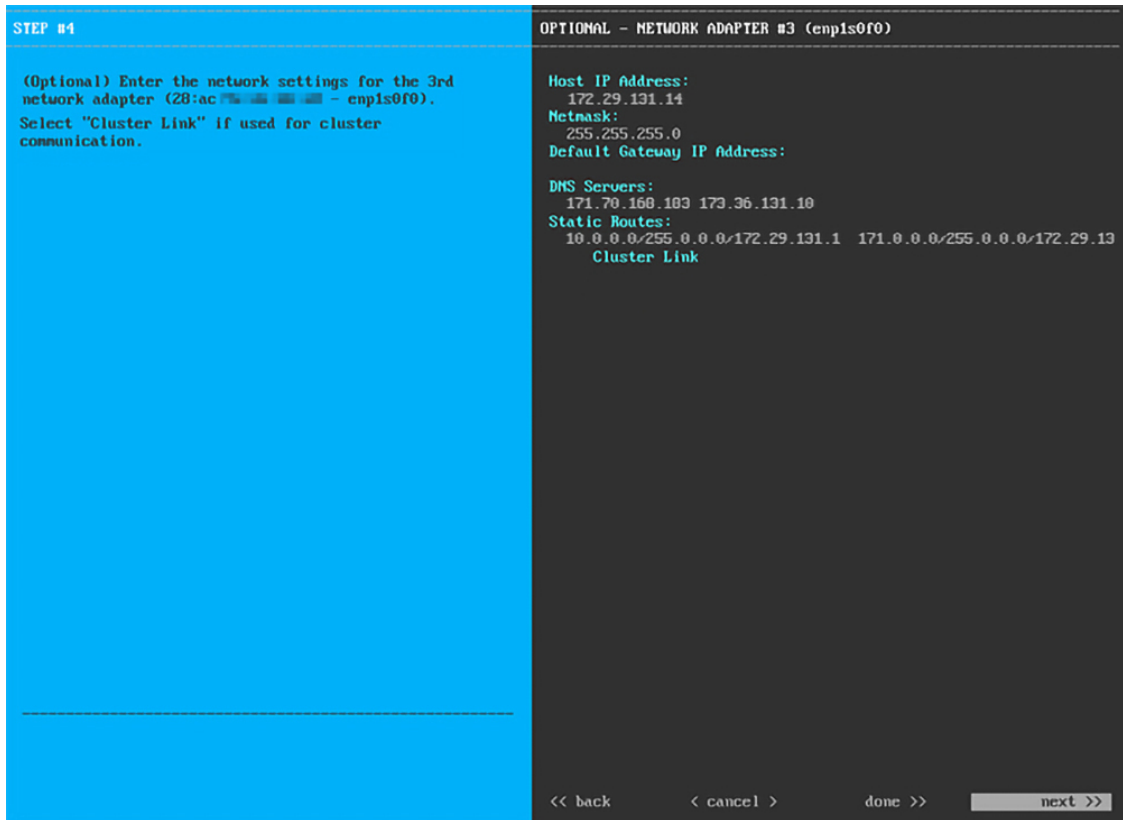 STEP #4
(Optional) Enter the network settings for the 3rd
network adapter (28:ac - enp1s0f0).
Select "Cluster Link" if used for cluster
communication.
OPTIONAL - NETWORK ADAPTER #3 (enp1s0f0)
Host IP Address:
172.29.131.14
Netmask:
255.255.255.0
Default Gateway IP Address:
DNS Servers:
171.70.168.183 173.36.131.10
Static Routes:
10.0.0.0/255.0.0.0/172.29.131.1 171.0.0.0/255.0.0.0/172.29.13
Cluster Link
<< back < cancel > done >> next >>